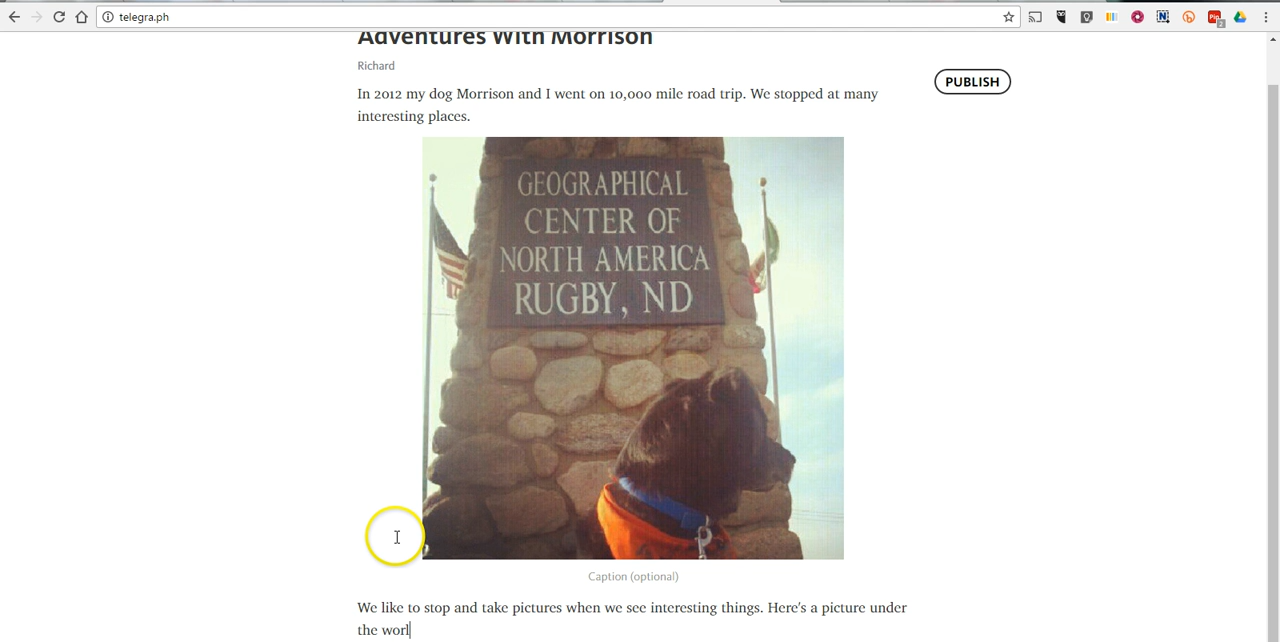 telegra.ph
Adventures With Morrison
Richard
PUBLISH
In 2012 my dog Morrison and I went on 10,000 mile road trip. We stopped at many
interesting places.
GEOGRAPHICAL
CENTER OF
NORTH AMERICA
RUGBY, ND
Caption (optional)
We like to stop and take pictures when we see interesting things. Here's a picture under
the worl